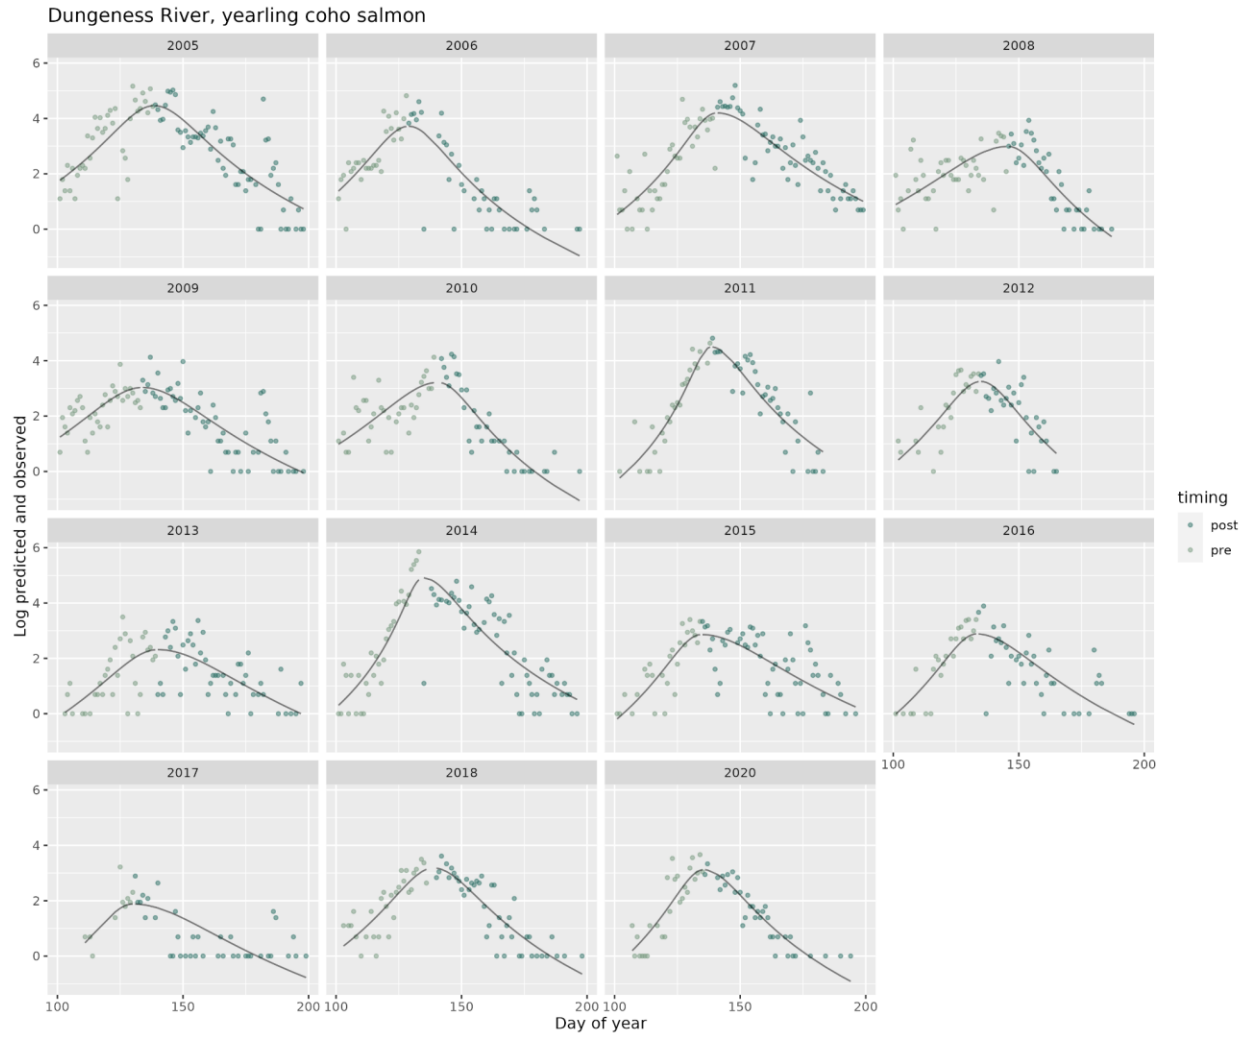 Dungeness River, yearling coho salmon
2005 2006 2007 2008
6
4
2
0
2009 2010 2011 2012
6
4
2
0
Log predicted and observed
2013 2014 2015 2016
6
4
2
0
100 150 200
2017 2018 2020
6
4
2
0
100 150 200 100 150 200 100 150 200
Day of year
timing
post
pre